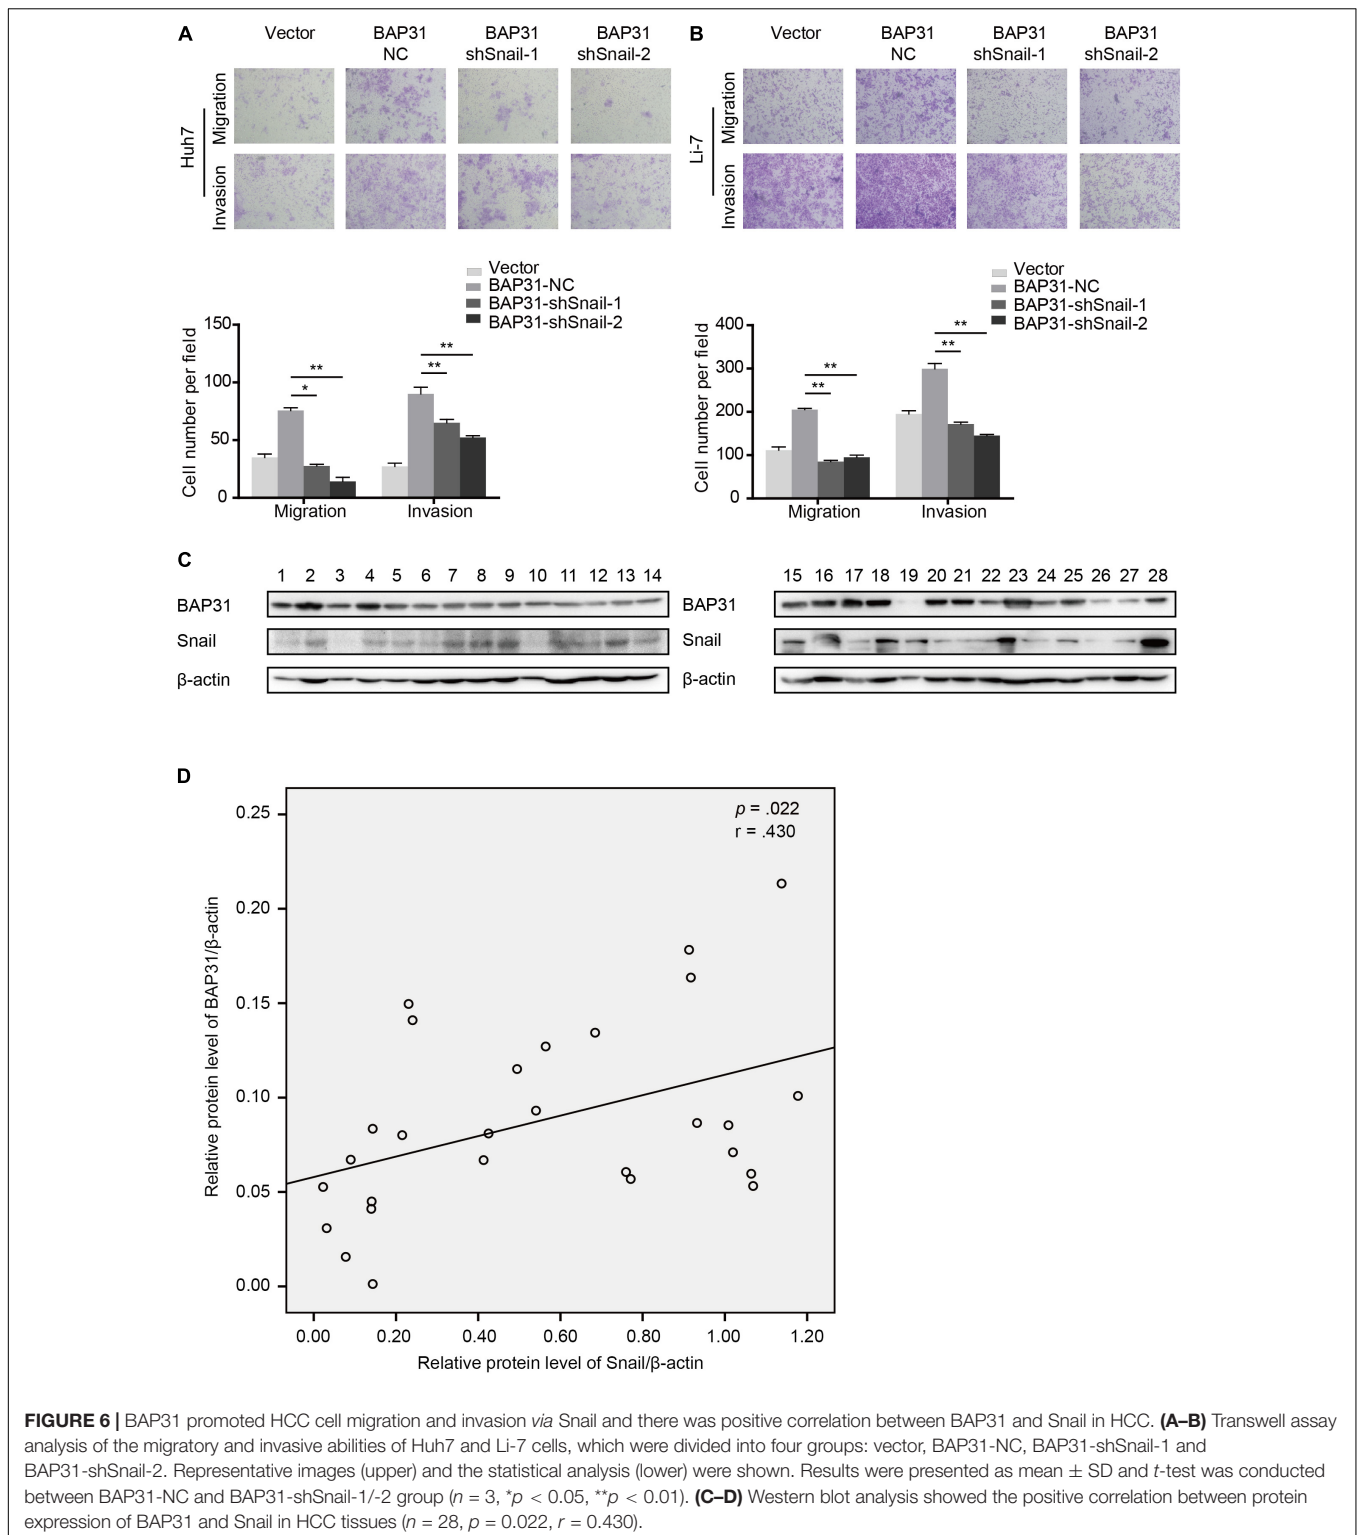 A
Vector
BAP31
NC
BAP31
shSnail-1
BAP31
shSnail-2
Huh7
Migration
Invasion
B
Vector
BAP31
NC
BAP31
shSnail-1
BAP31
shSnail-2
Li-7
Migration
Invasion
Vector
BAP31-NC
BAP31-shSnail-1
BAP31-shSnail-2
Cell number per field
150
100
50
0
*
**
**
**
Migration
Invasion
Vector
BAP31-NC
BAP31-shSnail-1
BAP31-shSnail-2
Cell number per field
400
300
200
100
0
**
**
**
**
Migration
Invasion
C
1 2 3 4 5 6 7 8 9 10 11 12 13 14
BAP31
Snail
β-actin
15 16 17 18 19 20 21 22 23 24 25 26 27 28
BAP31
Snail
β-actin
D
p = .022
r = .430
Relative protein level of BAP31/β-actin
0.25
0.20
0.15
0.10
0.05
0.00
0.00 0.20 0.40 0.60 0.80 1.00 1.20
Relative protein level of Snail/β-actin
FIGURE 6 | BAP31 promoted HCC cell migration and invasion via Snail and there was positive correlation between BAP31 and Snail in HCC. (A–B) Transwell assay
analysis of the migratory and invasive abilities of Huh7 and Li-7 cells, which were divided into four groups: vector, BAP31-NC, BAP31-shSnail-1 and
BAP31-shSnail-2. Representative images (upper) and the statistical analysis (lower) were shown. Results were presented as mean ± SD and t-test was conducted
between BAP31-NC and BAP31-shSnail-1/-2 group (n = 3, *p < 0.05, **p < 0.01). (C–D) Western blot analysis showed the positive correlation between protein
expression of BAP31 and Snail in HCC tissues (n = 28, p = 0.022, r = 0.430).